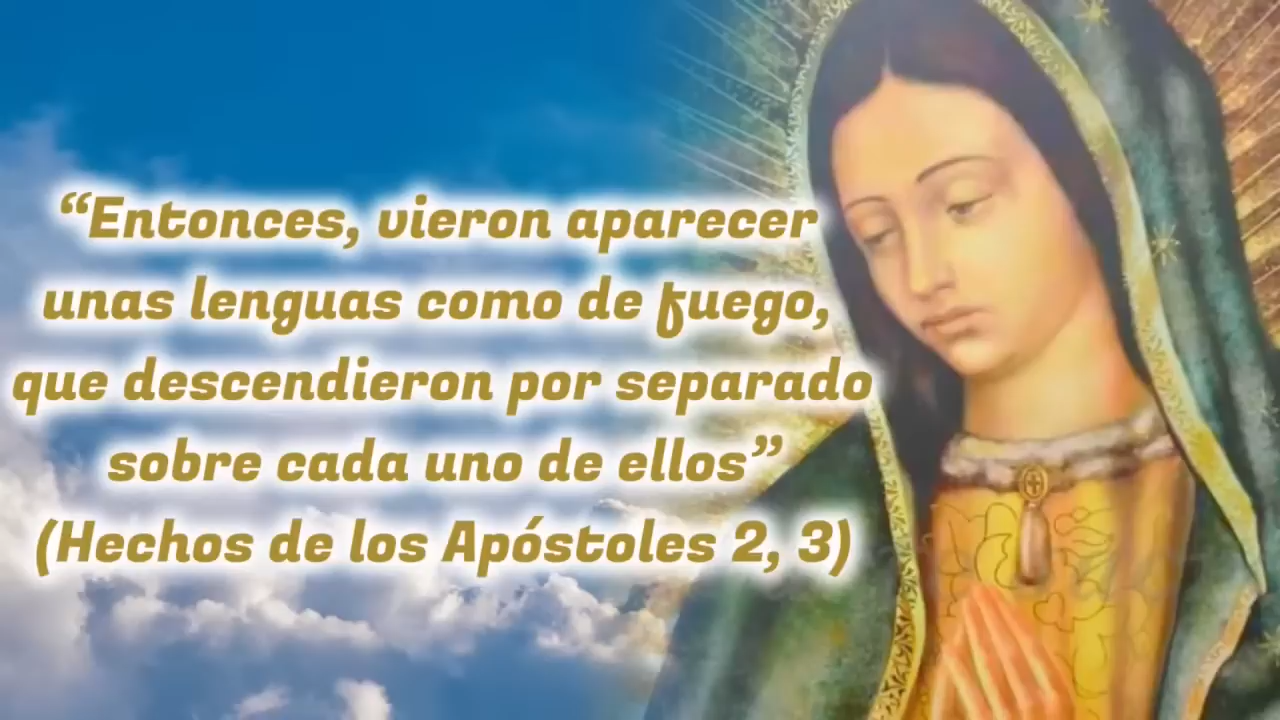 “Entonces, vieron aparecer
unas lenguas como de fuego,
que descendieron por separado
sobre cada uno de ellos”
(Hechos de los Apóstoles 2, 3)